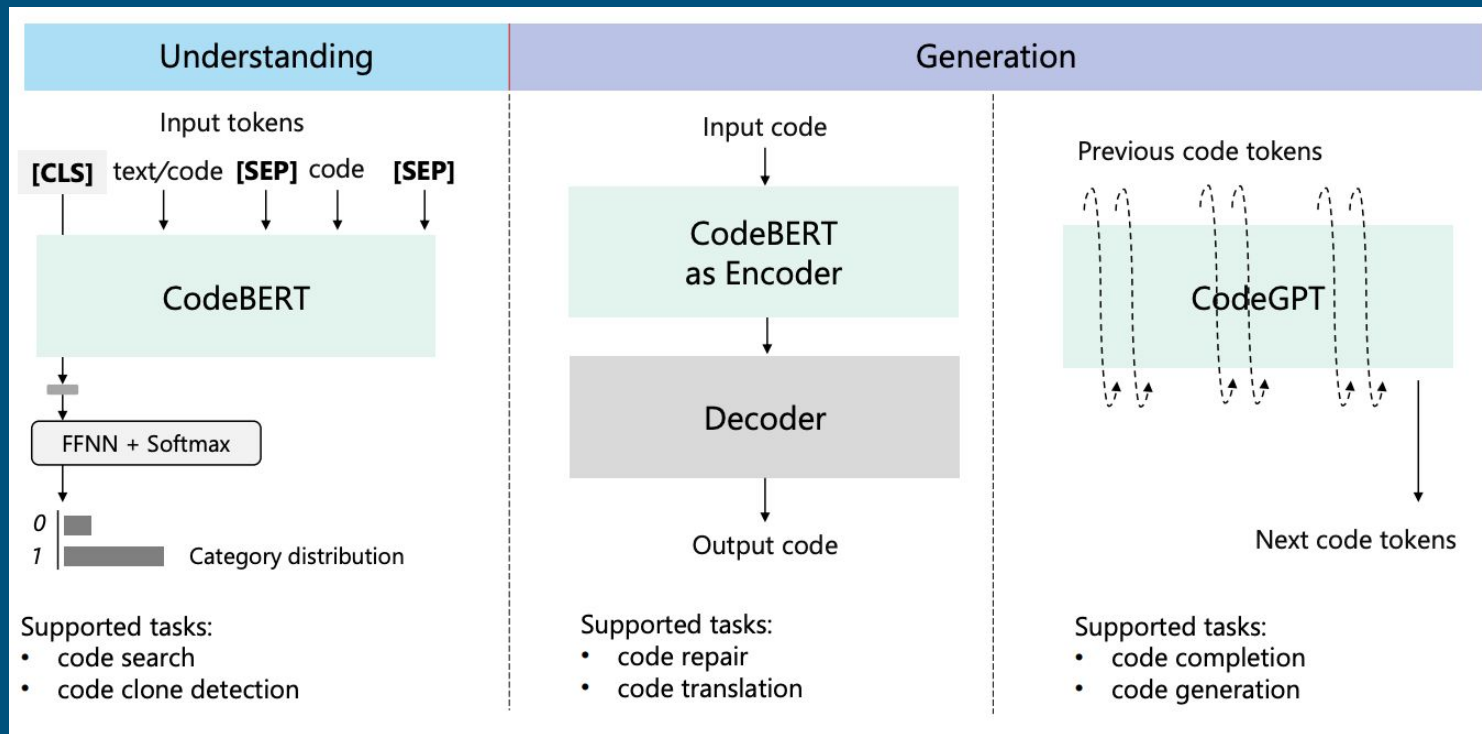 Understanding
Generation
Input tokens
[CLS] text/code [SEP] code [SEP]
CodeBERT
FFNN + Softmax
0
1
Category distribution
Supported tasks:
• code search
• code clone detection
Input code
CodeBERT
as Encoder
Decoder
Output code
Supported tasks:
• code repair
• code translation
Previous code tokens
CodeGPT
Next code tokens
Supported tasks:
• code completion
• code generation